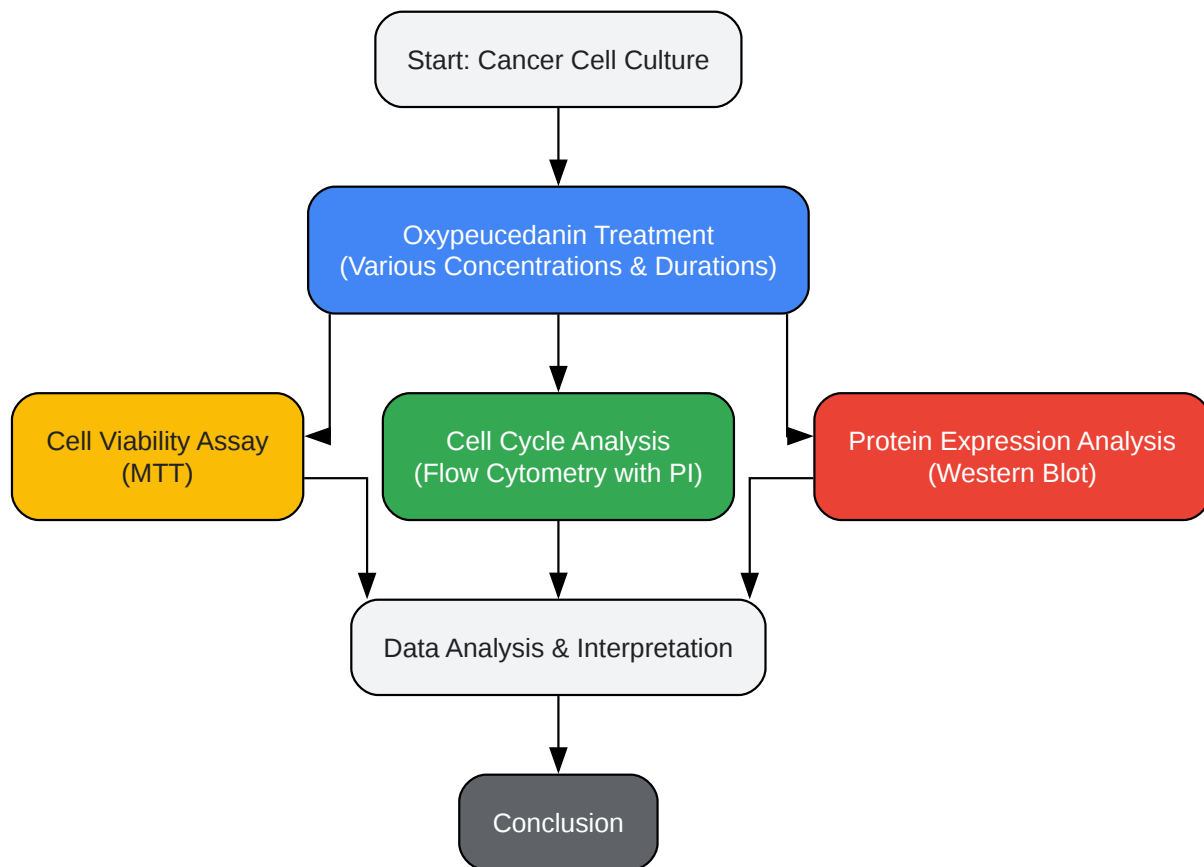 Start: Cancer Cell Culture
Oxypeucedanin Treatment
(Various Concentrations & Durations)
Cell Viability Assay
(MTT)
Cell Cycle Analysis
(Flow Cytometry with PI)
Protein Expression Analysis
(Western Blot)
Data Analysis & Interpretation
Conclusion